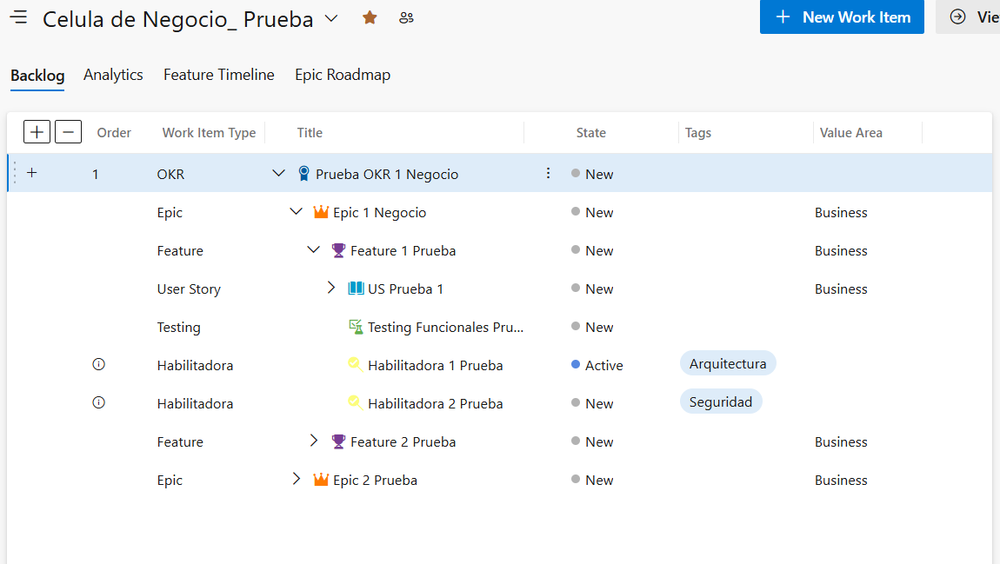 Celula de Negocio_ Prueba
New Work Item
Vie
Backlog Analytics Feature Timeline Epic Roadmap
Order Work Item Type Title State Tags Value Area
1 OKR Prueba OKR 1 Negocio New
Epic Epic 1 Negocio New Business
Feature Feature 1 Prueba New Business
User Story US Prueba 1 New Business
Testing Testing Funcionales Pru... New
Habilitadora Habilitadora 1 Prueba Active Arquitectura
Habilitadora Habilitadora 2 Prueba New Seguridad
Feature Feature 2 Prueba New Business
Epic Epic 2 Prueba New Business